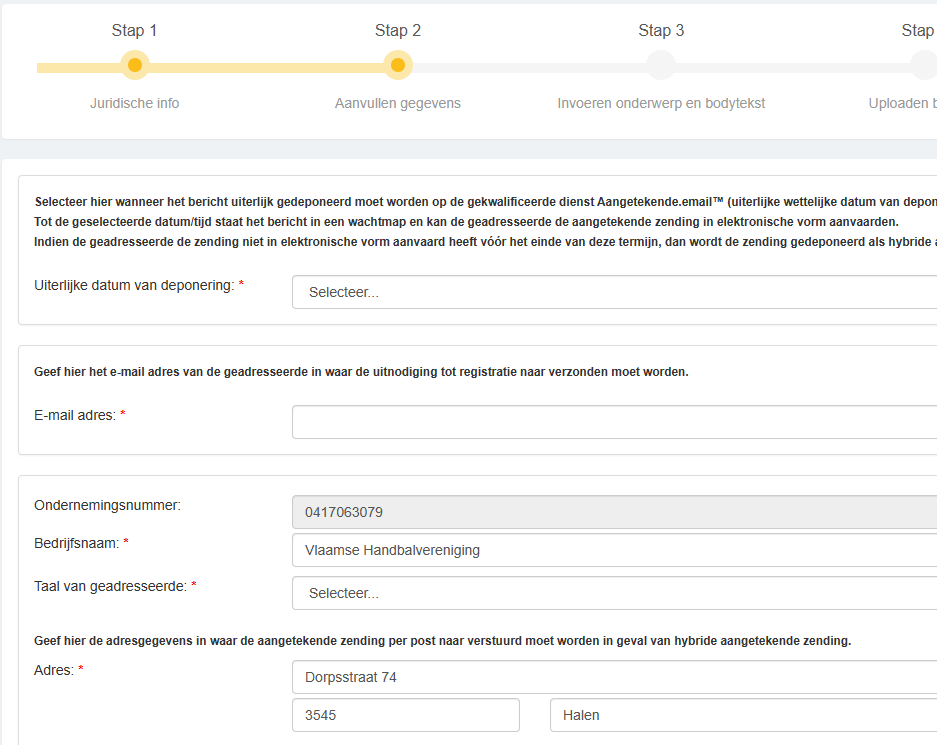 Stap 1 Stap 2 Stap 3 Stap
Juridische info Aanvullen gegevens Invoeren onderwerp en bodytekst Uploaden
Selecteer hier wanneer het bericht uiterlijk gedeponeerd moet worden op de gekwalificeerde dienst Aangetekende.email™ (uiterlijke wettelijke datum van
Tot de geselecteerde datum/tijd staat het bericht in een wachtmap en kan de geadresseerde de aangetekende zending in elektronische vorm aanvaarden.
Indien de geadresseerde de zending niet in elektronische vorm aanvaard heeft vóór het einde van deze termijn, dan wordt de zending gedeponeerd als hybride
Uiterlijke datum van deponering: * Selecteer...
Geef hier het e-mail adres van de geadresseerde in waar de uitnodiging tot registratie naar verzonden moet worden.
E-mail adres: *
Ondernemingsnummer: 0417063079
Bedrijfsnaam: * Vlaamse Handbalvereniging
Taal van geadresseerde: * Selecteer...
Geef hier de adresgegevens in waar de aangetekende zending per post naar verstuurd moet worden in geval van hybride aangetekende zending.
Adres: * Dorpsstraat 74
3545 Halen